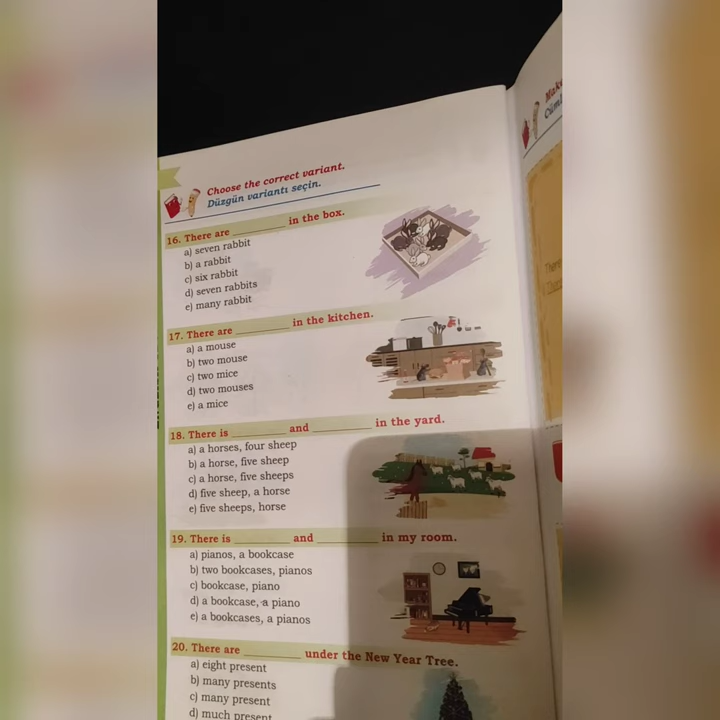 Choose the correct variant.
Düzgün variantı seçin.
16. There are ________ in the box.
a) seven rabbit
b) a rabbit
c) six rabbit
d) seven rabbits
e) many rabbit
17. There are ________ in the kitchen.
a) a mouse
b) two mouse
c) two mice
d) two mouses
e) a mice
18. There is ________ and ________ in the yard.
a) a horses, four sheep
b) a horse, five sheep
c) a horse, five sheeps
d) five sheep, a horse
e) five sheeps, horse
19. There is ________ and ________ in my room.
a) pianos, a bookcase
b) two bookcases, pianos
c) bookcase, piano
d) a bookcase, a piano
e) a bookcases, a pianos
20. There are ________ under the New Year Tree.
a) eight present
b) many presents
c) many present
d) much present